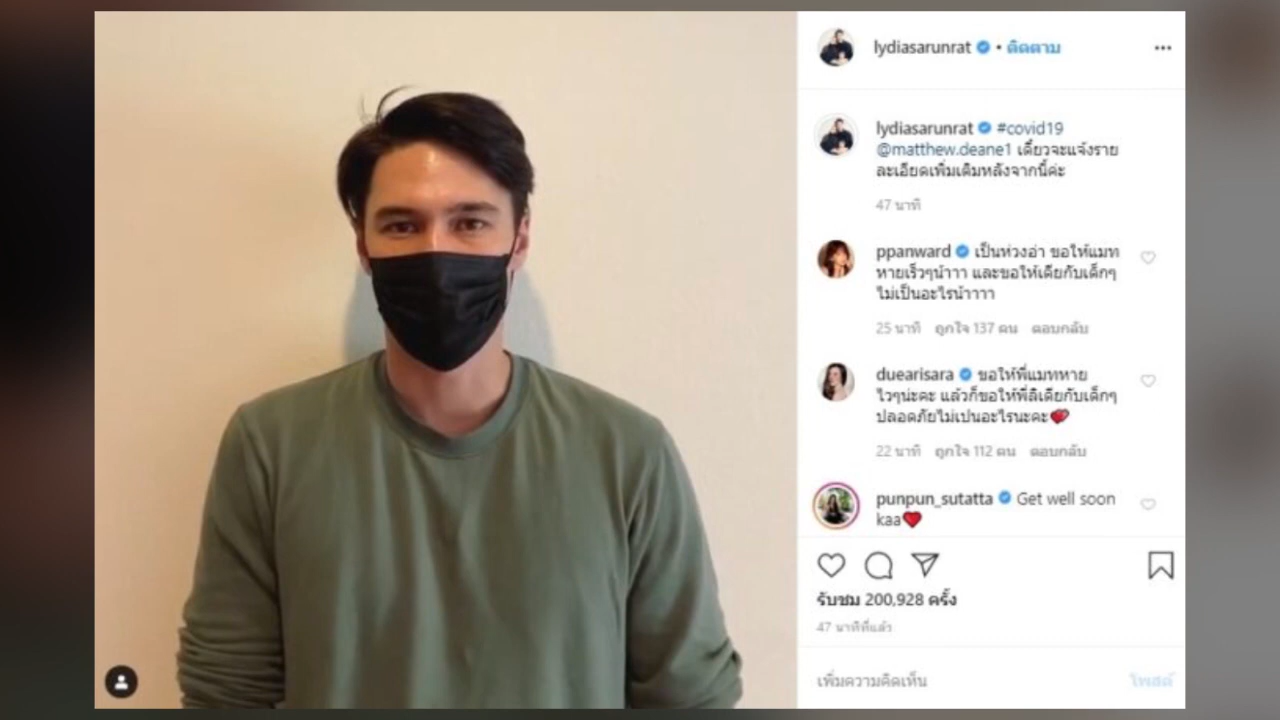 lydiasarunrat • ติดตาม
lydiasarunrat #covid19
@matthew.deane1 เดี๋ยวจะแจ้งราย
ละเอียดเพิ่มเติมหลังจากนี้ค่ะ
47 นาที
ppanward เป็นห่วงอ่า ขอให้แมท
หายเร็วๆน้าาา และขอให้เดียกับเด็กๆ
ไม่เป็นอะไรน้าาาา
25 นาที ถูกใจ 137 คน ตอบกลับ
duearisara ขอให้พี่แมทหาย
ไวๆน่ะคะ แล้วก็ขอให้พี่ลิเดียกับเด็กๆ
ปลอดภัยไม่เปนอะไรนะคะ💕
22 นาที ถูกใจ 112 คน ตอบกลับ
punpun_sutatta Get well soon
kaa❤️
รับชม 200,928 ครั้ง
47 นาทีที่แล้ว
เพิ่มความคิดเห็น โพสต์